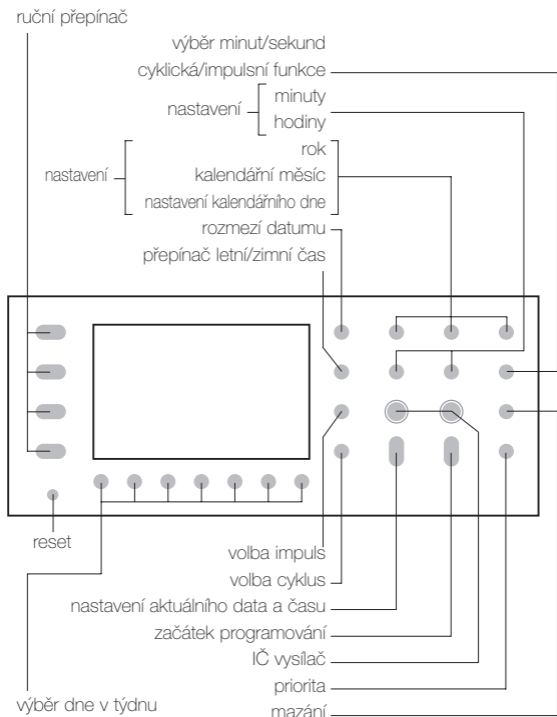 ruční přepínač
výběr minut/sekund
cyklická/impulsní funkce
minuty
nastavení
hodiny
rok
nastavení
kalendářní měsíc
nastavení kalendářního dne
rozmezí datumu
přepínač letní/zimní čas
reset
volba impuls
volba cyklus
nastavení aktuálního data a času
začátek programování
IČ vysílač
priorita
výběr dne v týdnu
mazání